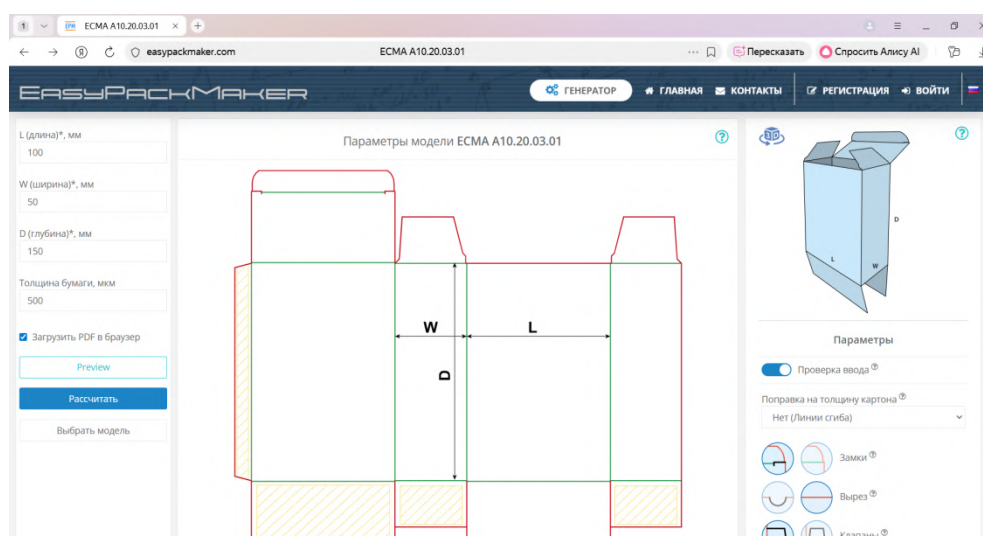 1 ECMA A10.20.03.01 × +
easypackmaker.com ECMA A10.20.03.01 ... Пересказать Спросить Алису AI
EASYPACKMAKER ГЕНЕРАТОР ГЛАВНАЯ КОНТАКТЫ РЕГИСТРАЦИЯ ВОЙТИ
L (длина)*, мм
100
W (ширина)*, мм
50
D (глубина)*, мм
150
Толщина бумаги, мкм
500
Загрузить PDF в браузер
Preview
Рассчитать
Выбрать модель
Параметры модели ECMA A10.20.03.01 ?
W L
D
3D ?
D
L W
Параметры
Проверка ввода ?
Поправка на толщину картона ?
Нет (Линии сгиба)
Замки ?
Вырез ?
Клапаны ?